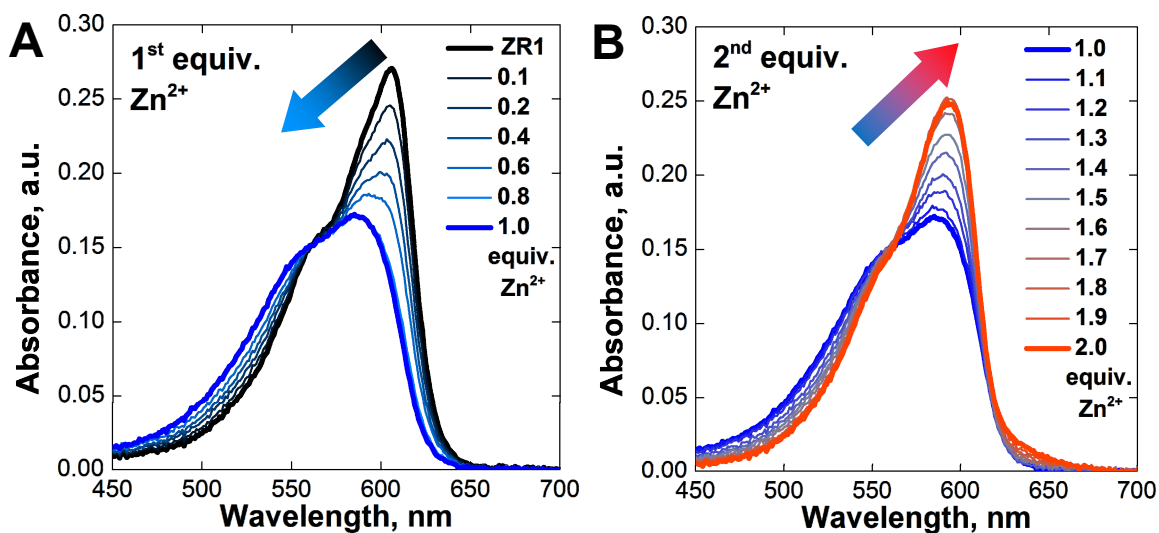 A
1st equiv.
Zn2+
ZR1
0.1
0.2
0.4
0.6
0.8
1.0
equiv.
Zn2+
0.30
0.25
0.20
0.15
0.10
0.05
0.00
Absorbance, a.u.
450
500
550
600
650
700
Wavelength, nm
B
2nd equiv.
Zn2+
1.0
1.1
1.2
1.3
1.4
1.5
1.6
1.7
1.8
1.9
2.0
equiv.
Zn2+
0.30
0.25
0.20
0.15
0.10
0.05
0.00
Absorbance, a.u.
450
500
550
600
650
700
Wavelength, nm